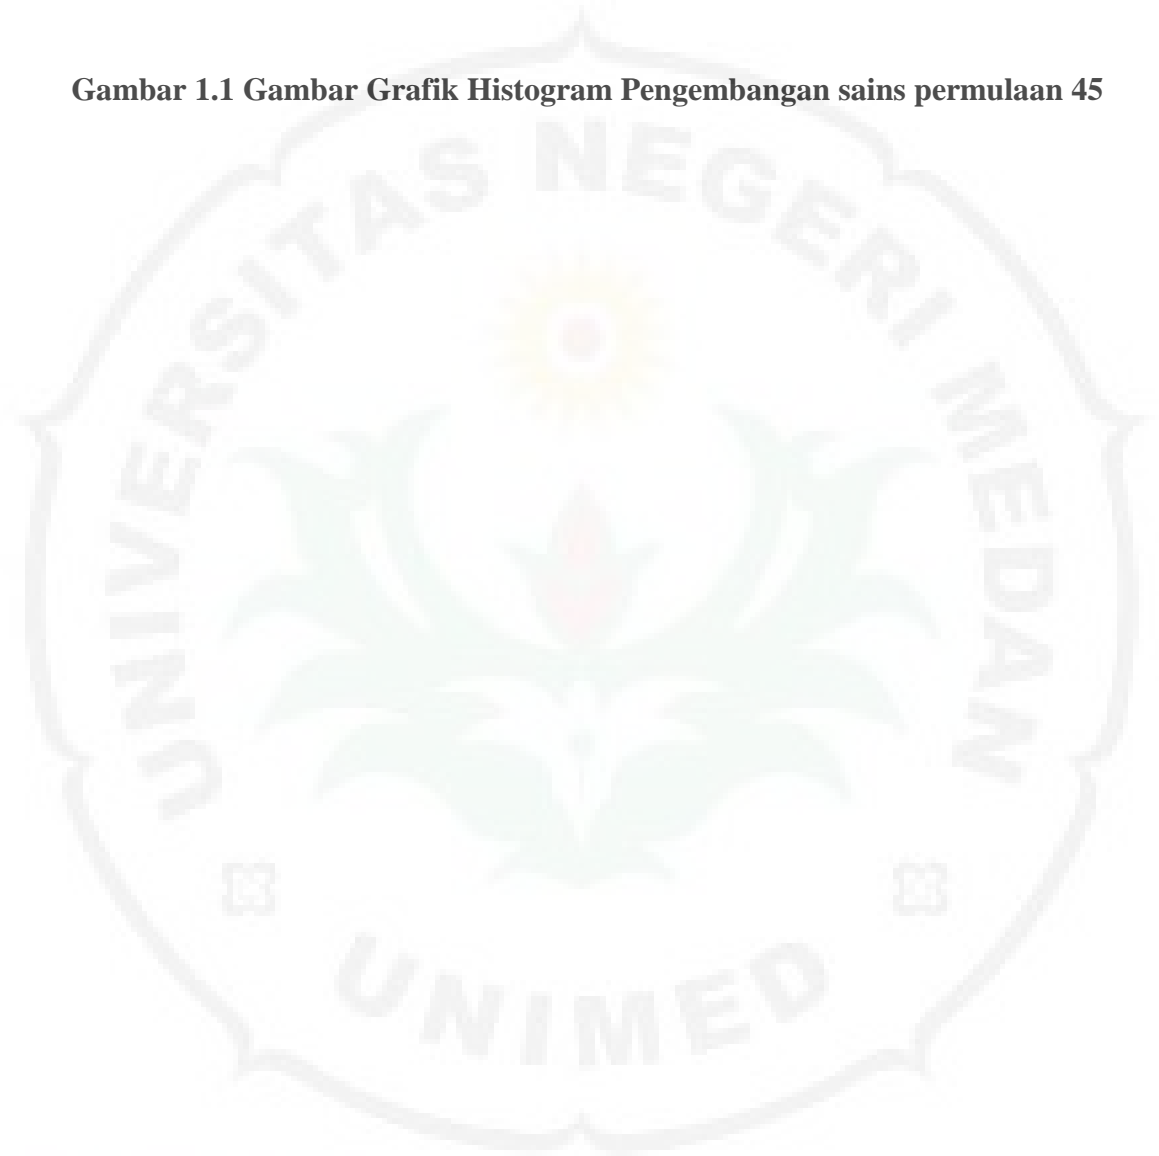 Gambar 1.1 Gambar Grafik Histogram Pengembangan sains permulaan 45
UNIVERSITAS NEGERI MEDAN
UNIMED